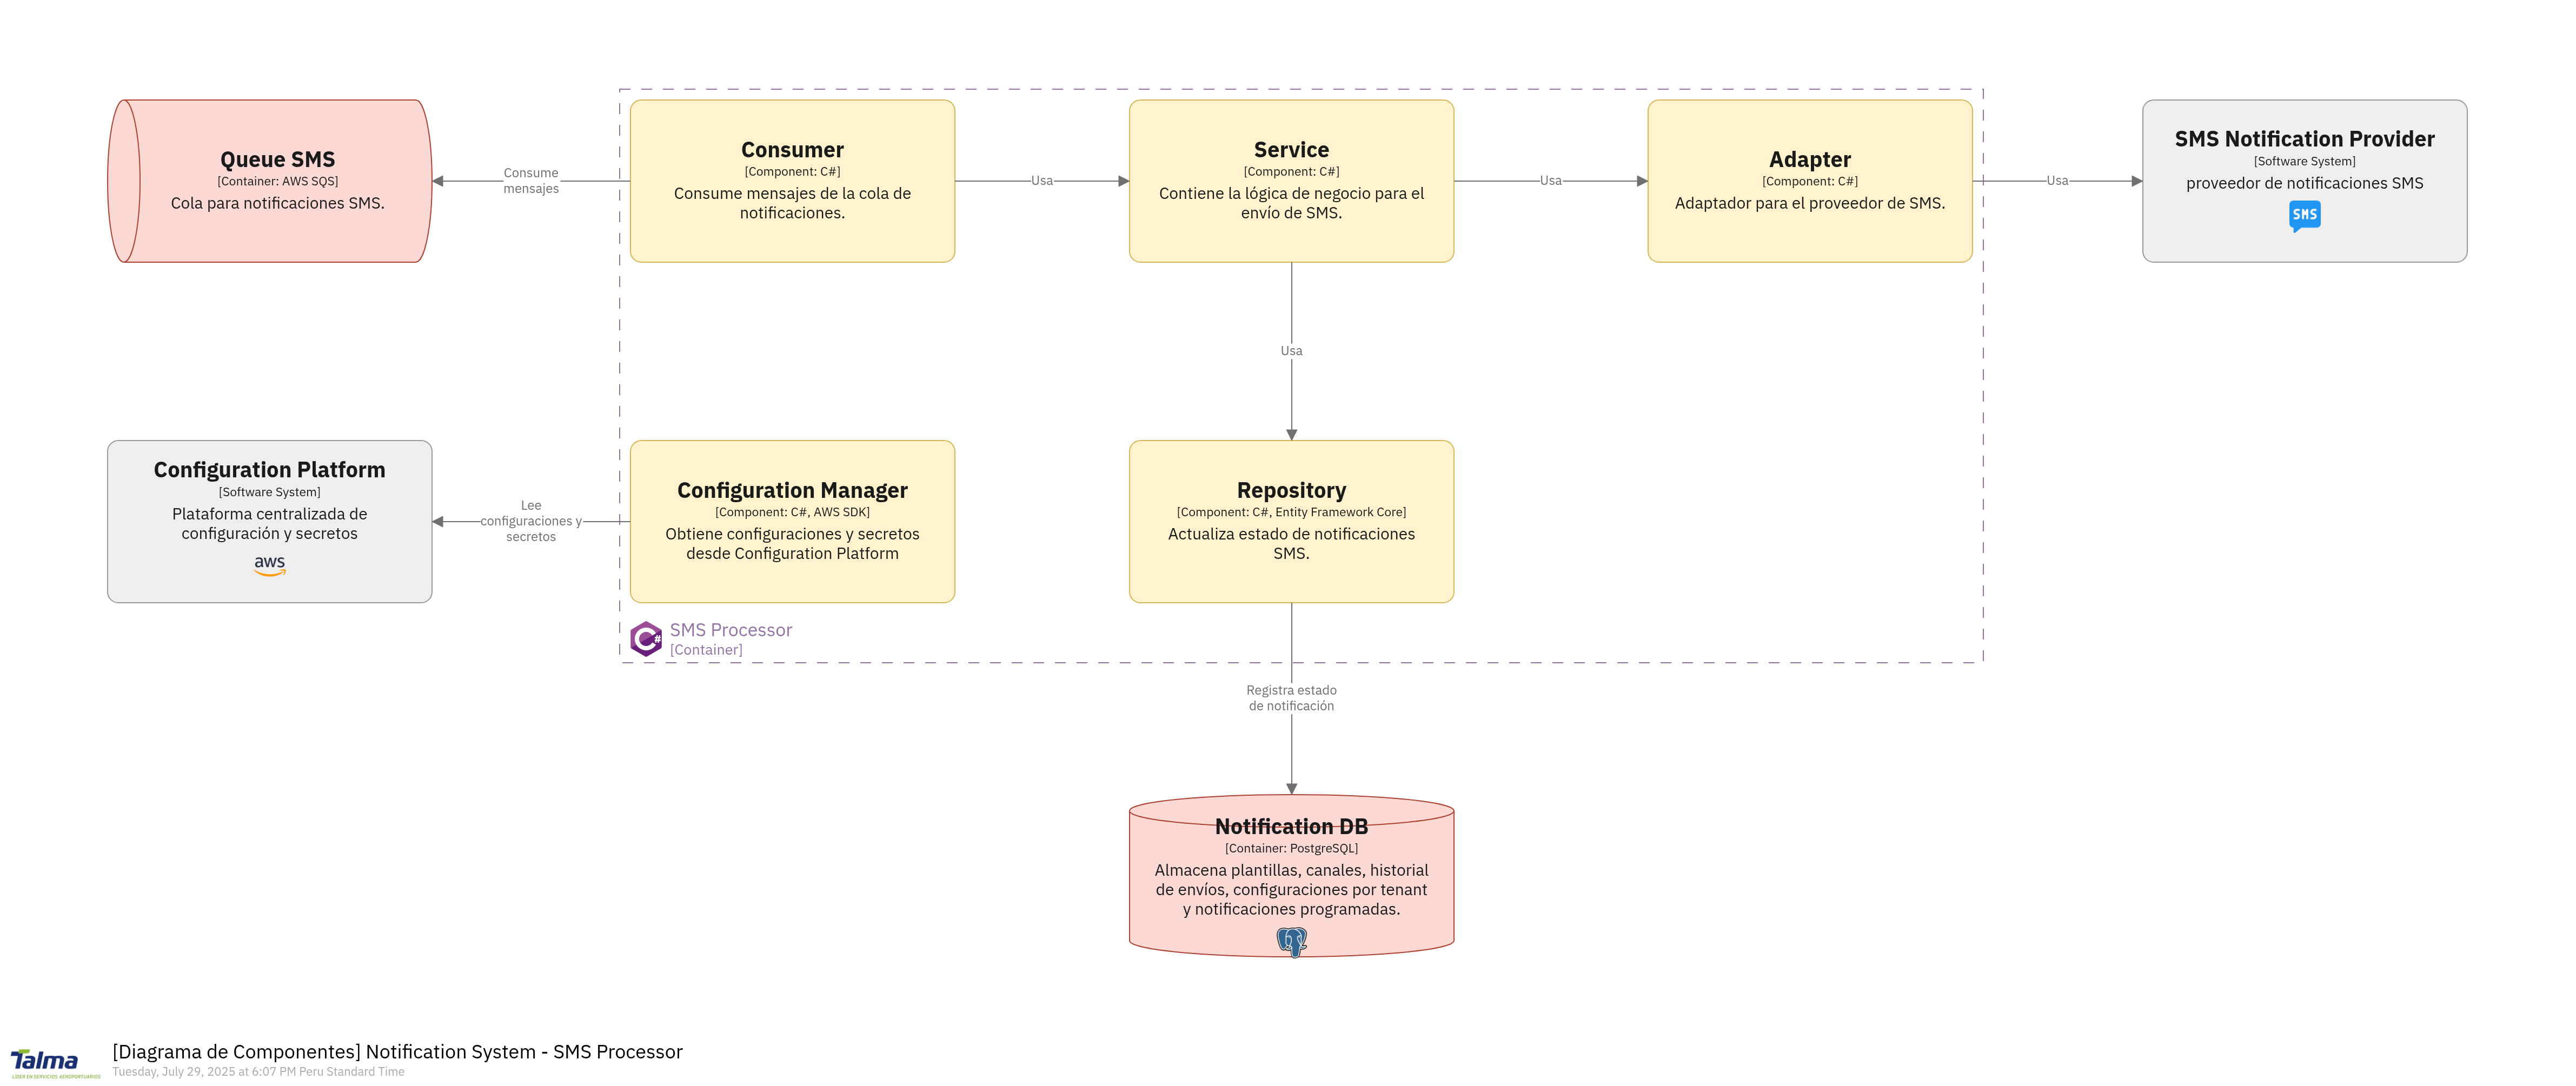 Queue SMS
[Container: AWS SQS]
Cola para notificaciones SMS.
Consume
mensajes
Consumer
[Component: C#]
Consume mensajes de la cola de
notificaciones.
Usa
Service
[Component: C#]
Contiene la lógica de negocio para el
envío de SMS.
Usa
Adapter
[Component: C#]
Adaptador para el proveedor de SMS.
Usa
SMS Notification Provider
[Software System]
proveedor de notificaciones SMS
SMS
Usa
Configuration Platform
[Software System]
Plataforma centralizada de
configuración y secretos
aws
Lee
configuraciones y
secretos
Configuration Manager
[Component: C#, AWS SDK]
Obtiene configuraciones y secretos
desde Configuration Platform
Repository
[Component: C#, Entity Framework Core]
Actualiza estado de notificaciones
SMS.
C#
SMS Processor
[Container]
Registra estado
de notificación
Notification DB
[Container: PostgreSQL]
Almacena plantillas, canales, historial
de envíos, configuraciones por tenant
y notificaciones programadas.
Talma
LÍDER EN SERVICIOS AEROPORTUARIOS
[Diagrama de Componentes] Notification System - SMS Processor
Tuesday, July 29, 2025 at 6:07 PM Peru Standard Time